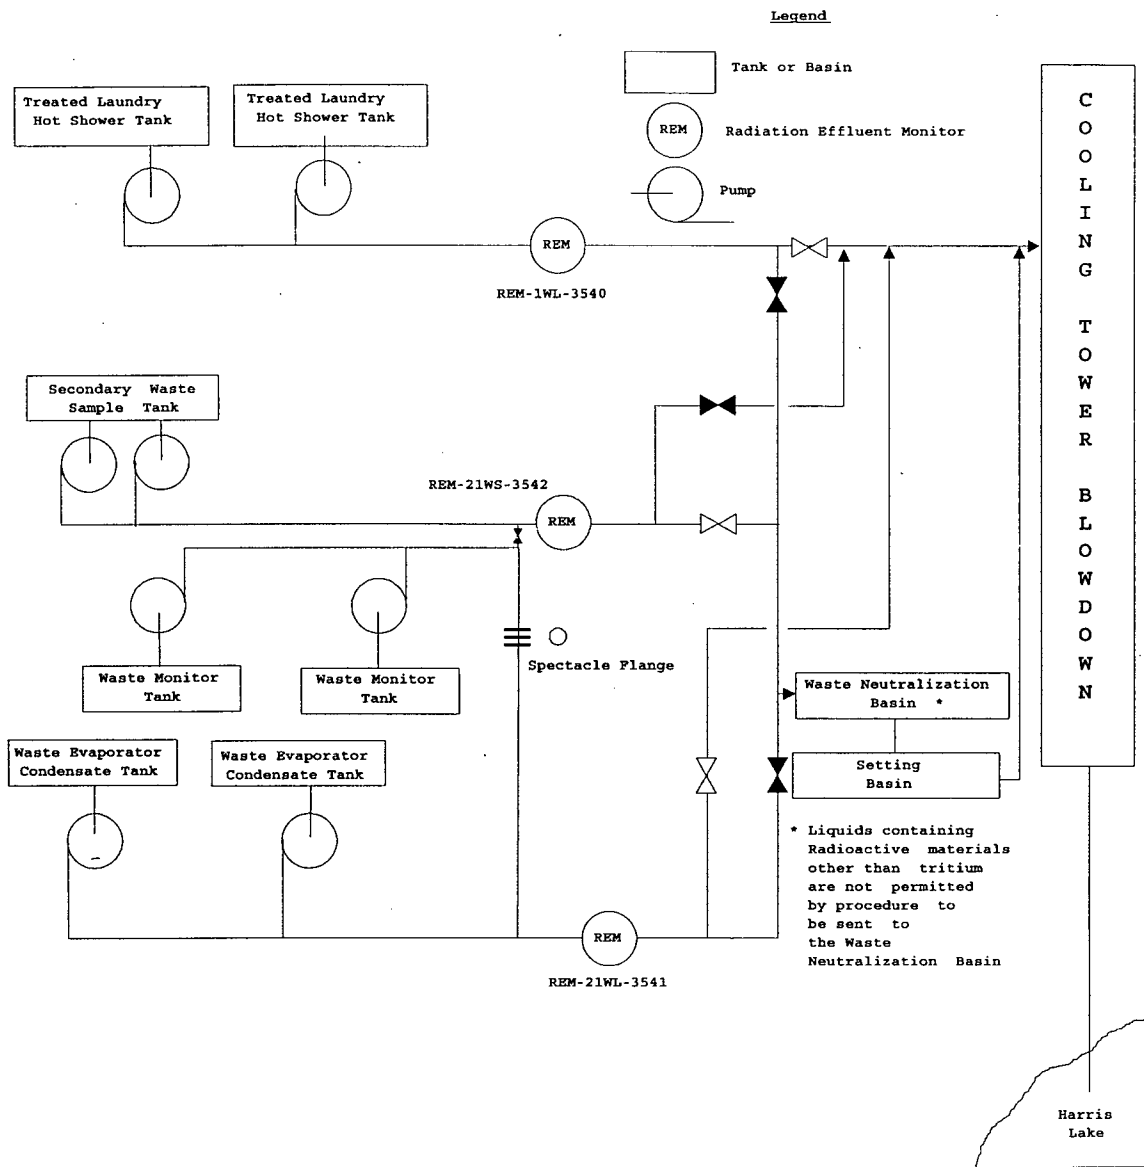 Legend
Tank or Basin
REM
Radiation Effluent Monitor
Pump
Treated Laundry
Hot Shower Tank
Treated Laundry
Hot Shower Tank
REM
REM-1WL-3540
COOLING TOWER BLOWDOWN
Secondary Waste
Sample Tank
REM-21WS-3542
REM
Spectacle Flange
Waste Monitor
Tank
Waste Monitor
Tank
Waste Neutralization
Basin *
Waste Evaporator
Condensate Tank
Waste Evaporator
Condensate Tank
Setting
Basin
* Liquids containing
Radioactive materials
other than tritium
are not permitted
by procedure to
be sent to
the Waste
Neutralization Basin
REM
REM-21WL-3541
Harris
Lake